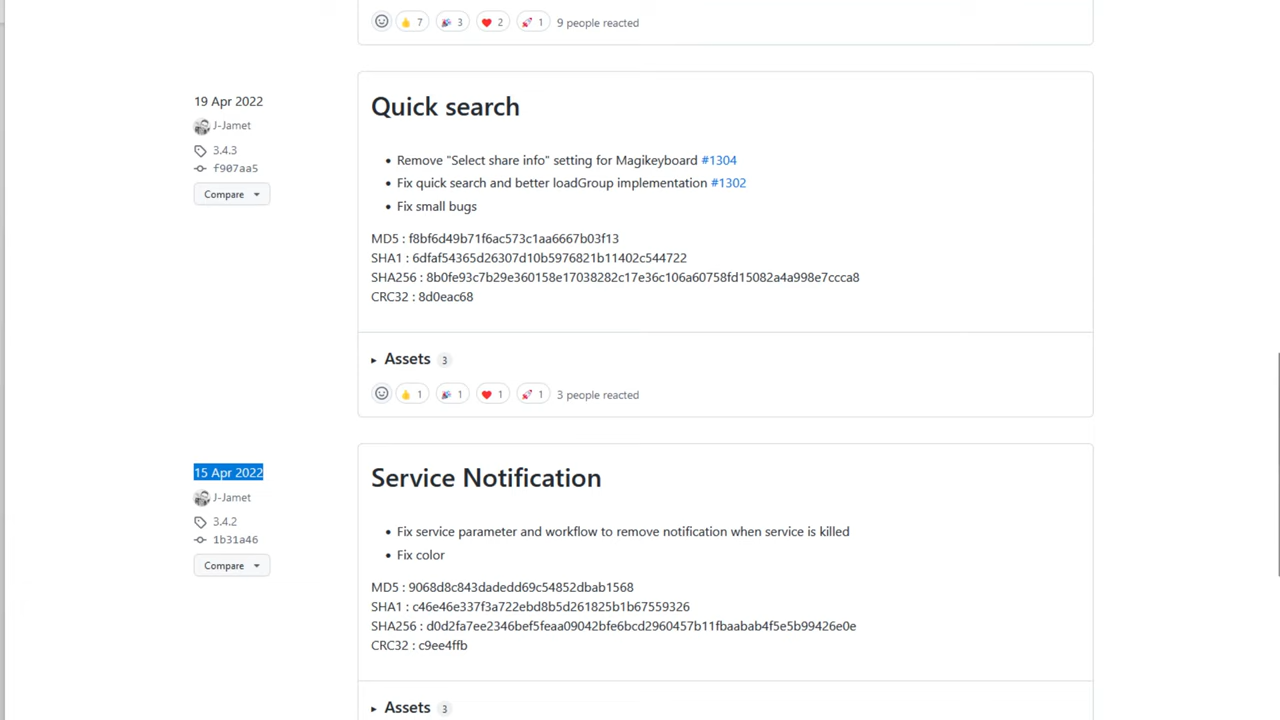 7 3 2 1 9 people reacted
19 Apr 2022
J-Jamet
3.4.3
f907aa5
Compare
Quick search
• Remove "Select share info" setting for Magikeyboard #1304
• Fix quick search and better loadGroup implementation #1302
• Fix small bugs
MD5 : f8bf6d49b71f6ac573c1aa6667b03f13
SHA1 : 6dfaf54365d26307d10b5976821b11402c544722
SHA256 : 8b0fe93c7b29e360158e17038282c17e36c106a60758fd15082a4a998e7ccca8
CRC32 : 8d0eac68
Assets 3
1 1 1 1 3 people reacted
15 Apr 2022
J-Jamet
3.4.2
1b31a46
Compare
Service Notification
• Fix service parameter and workflow to remove notification when service is killed
• Fix color
MD5 : 9068d8c843dadedd69c54852dbab1568
SHA1 : c46e46e337f3a722ebd8b5d261825b1b67559326
SHA256 : d0d2fa7ee2346bef5feaa09042bfe6bcd2960457b11fbaabab4f5e5b99426e0e
CRC32 : c9ee4ffb
Assets 3